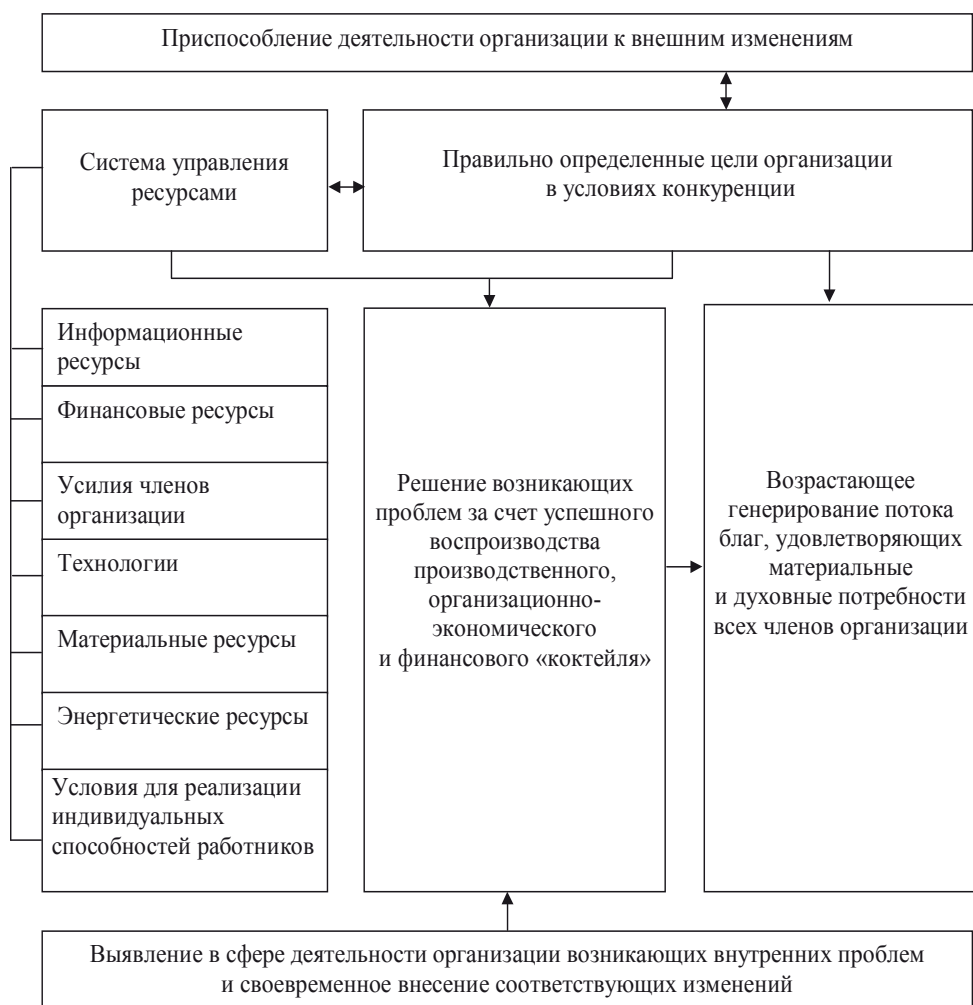 Приспособление деятельности организации к внешним изменениям
Система управления
ресурсами
Правильно определенные цели организации
в условиях конкуренции
Информационные
ресурсы
Финансовые ресурсы
Усилия членов
организации
Технологии
Материальные ресурсы
Энергетические ресурсы
Условия для реализации
индивидуальных
способностей работников
Решение возникающих
проблем за счет успешного
воспроизводства
производственного,
организационно-
экономического
и финансового «коктейля»
Возрастающее
генерирование потока
благ, удовлетворяющих
материальные
и духовные потребности
всех членов организации
Выявление в сфере деятельности организации возникающих внутренних проблем
и своевременное внесение соответствующих изменений